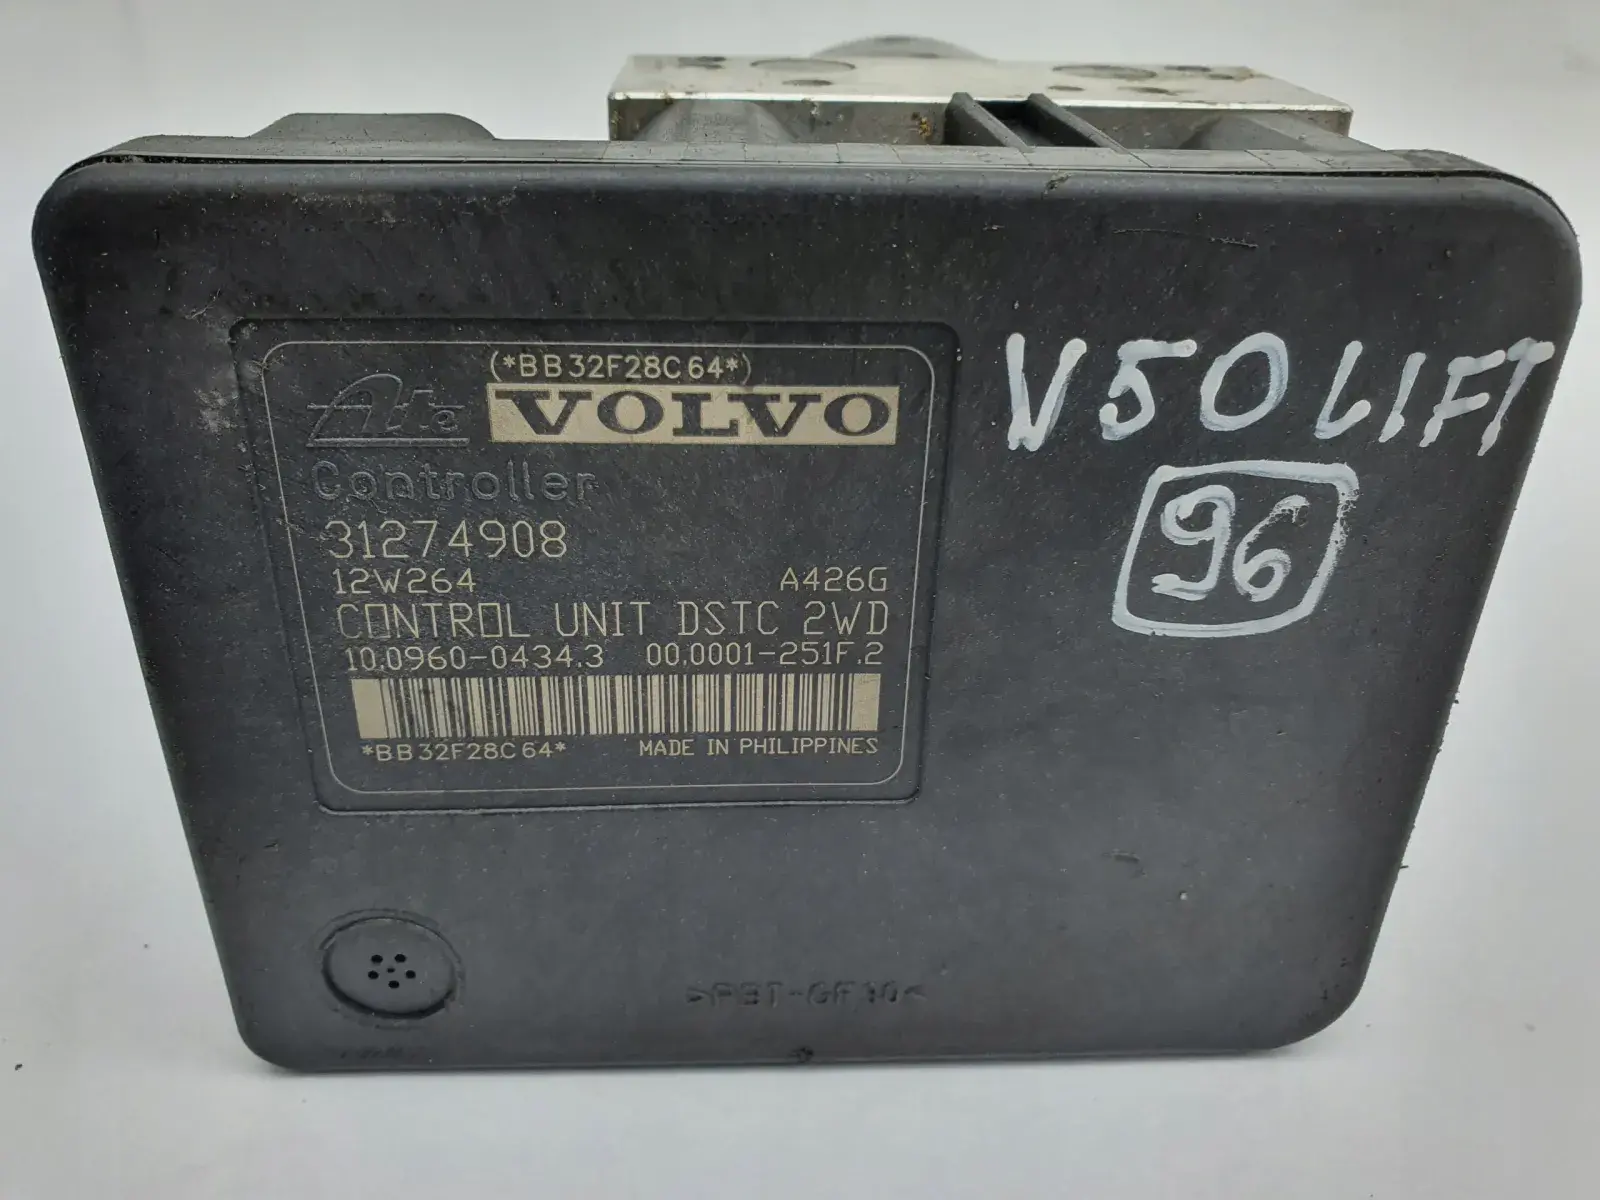 (*BB32F28C64*)
Ate VOLVO
Controller
31274908
12W264 A426G
CONTROL UNIT DSTC 2WD
10.0960-0434.3 00.0001-251F.2
*BB32F28C64* MADE IN PHILIPPINES
V50 LIFT
96
>PBT-GF30<